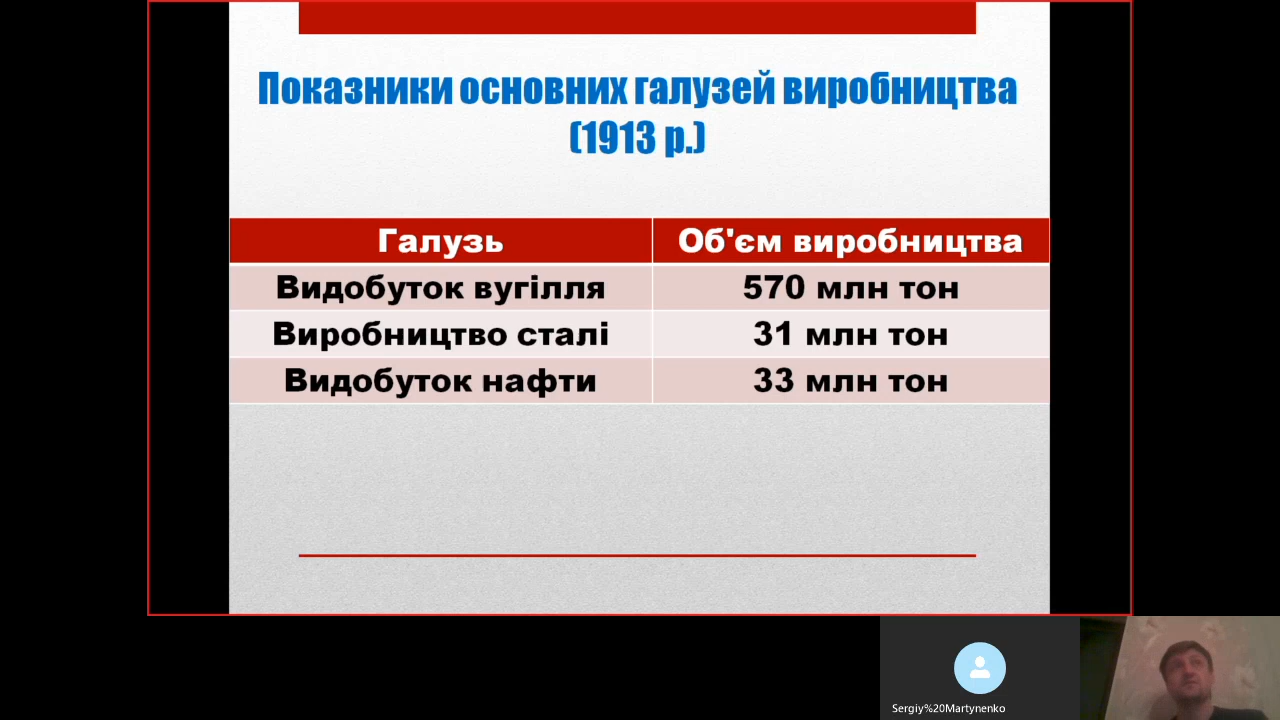 Показники основних галузей виробництва
(1913 р.)
Галузь Об'єм виробництва
Видобуток вугілля 570 млн тон
Виробництво сталі 31 млн тон
Видобуток нафти 33 млн тон
Sergiy%20Martynenko